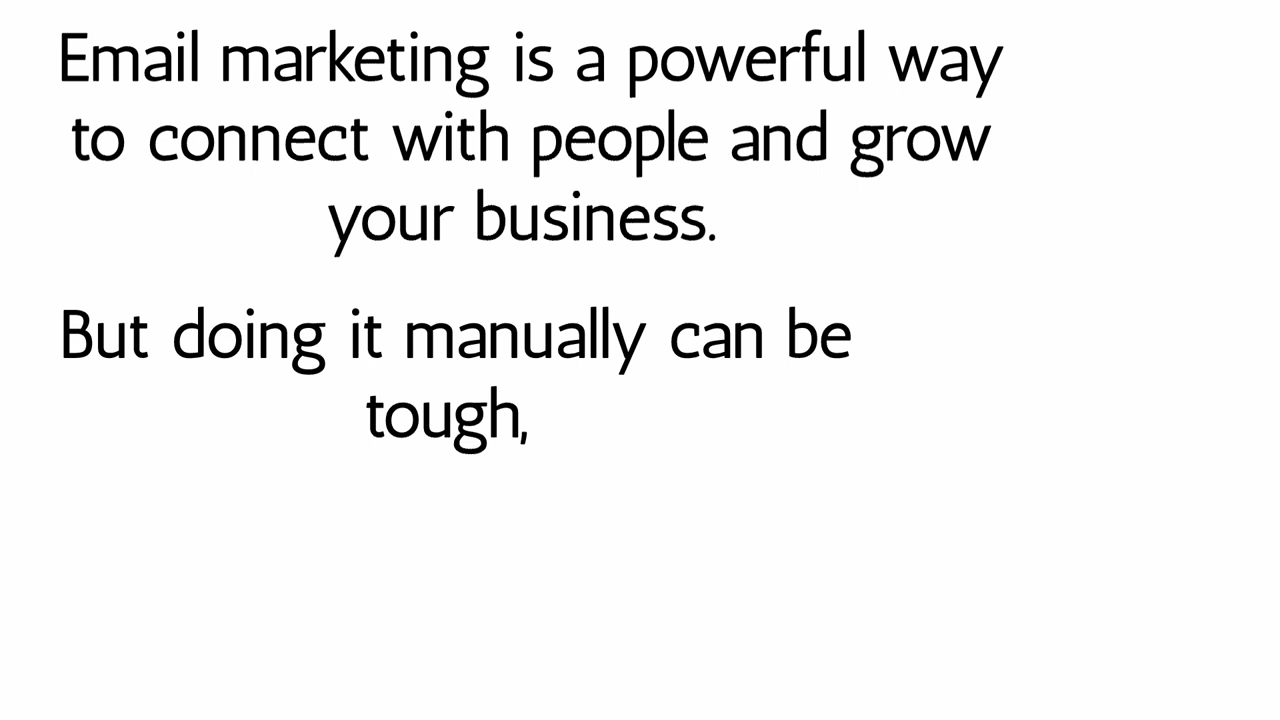 Email marketing is a powerful way
to connect with people and grow
your business.
But doing it manually can be
tough,